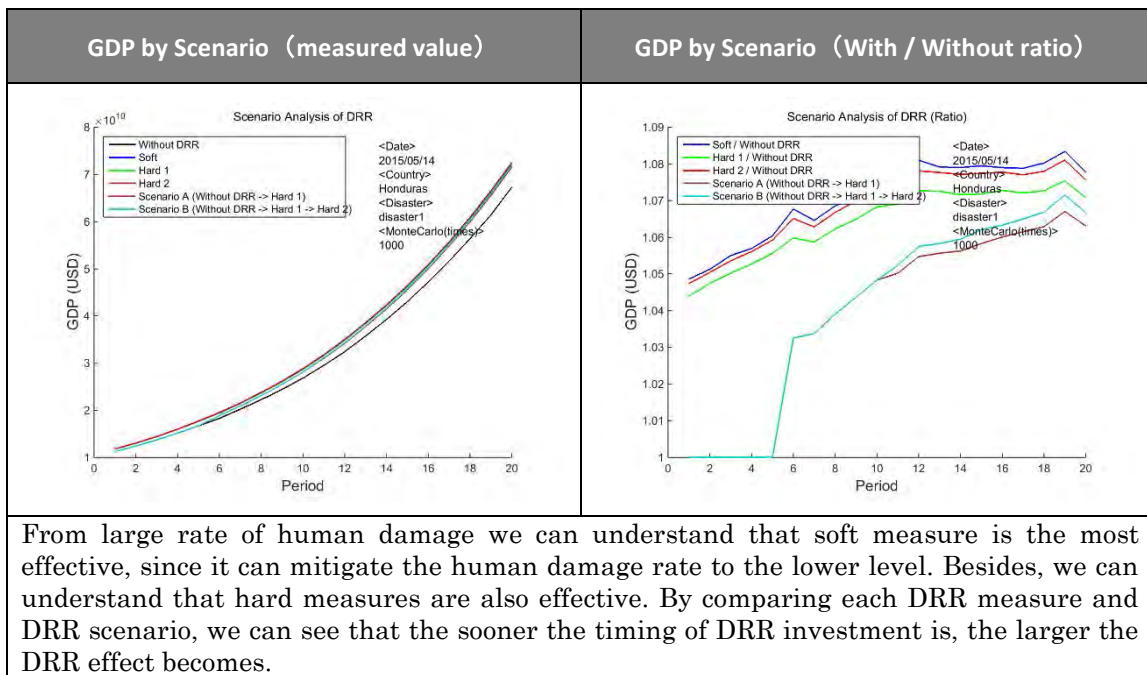 GDP by Scenario（measured value）
GDP by Scenario（With / Without ratio）
Scenario Analysis of DRR
×10^10
8
7
6
5
4
3
2
1
0
2
4
6
8
10
12
14
16
18
20
GDP (USD)
Period
Without DRR
Soft
Hard 1
Hard 2
Scenario A (Without DRR -> Hard 1)
Scenario B (Without DRR -> Hard 1 -> Hard 2)
<Date>
2015/05/14
<Country>
Honduras
<Disaster>
disaster1
<MonteCarlo(times)>
1000
Scenario Analysis of DRR (Ratio)
1.09
1.08
1.07
1.06
1.05
1.04
1.03
1.02
1.01
1
0
2
4
6
8
10
12
14
16
18
20
GDP (USD)
Period
Soft / Without DRR
Hard 1 / Without DRR
Hard 2 / Without DRR
Scenario A (Without DRR -> Hard 1)
Scenario B (Without DRR -> Hard 1 -> Hard 2)
<Date>
2015/05/14
<Country>
Honduras
<Disaster>
disaster1
<MonteCarlo(times)>
1000
From large rate of human damage we can understand that soft measure is the most
effective, since it can mitigate the human damage rate to the lower level. Besides, we can
understand that hard measures are also effective. By comparing each DRR measure and
DRR scenario, we can see that the sooner the timing of DRR investment is, the larger the
DRR effect becomes.